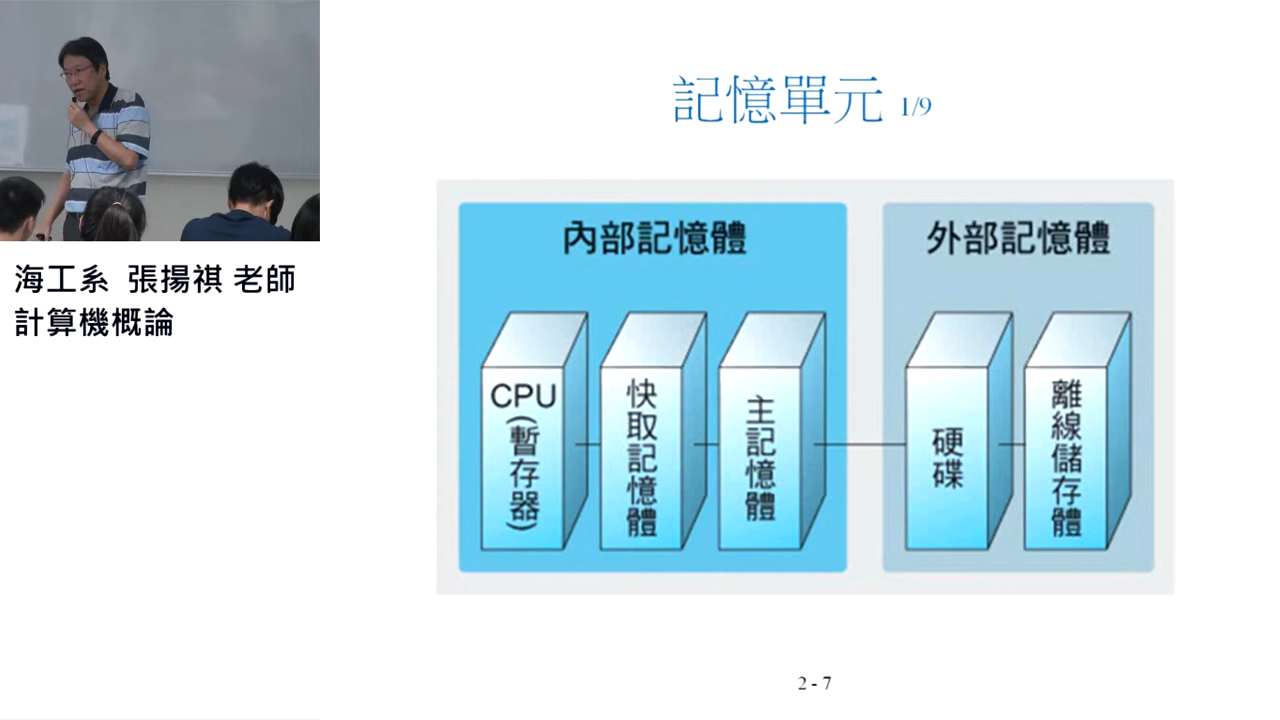 海工系 張揚祺 老師
計算機概論
記憶單元 1/9
內部記憶體
外部記憶體
CPU(暫存器)
快取記憶體
主記憶體
硬碟
離線儲存體
2 - 7